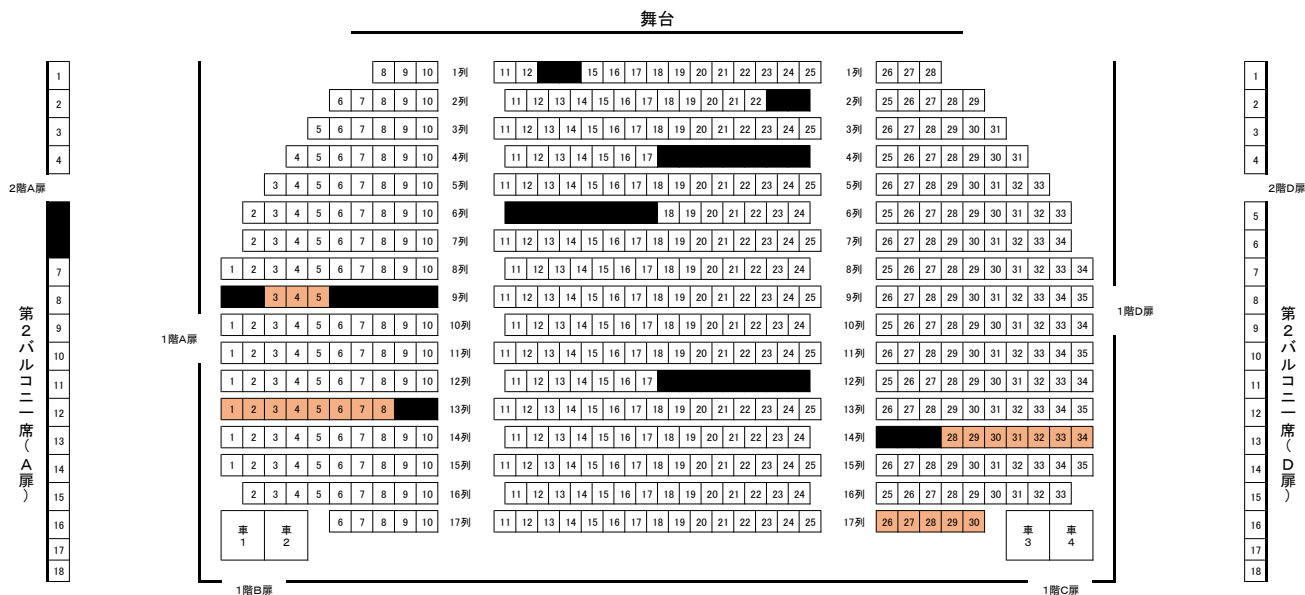 舞台
8 9 10 1列 11 12 15 16 17 18 19 20 21 22 23 24 25 1列 26 27 28
6 7 8 9 10 2列 11 12 13 14 15 16 17 18 19 20 21 22 2列 25 26 27 28 29
5 6 7 8 9 10 3列 11 12 13 14 15 16 17 18 19 20 21 22 23 24 25 3列 26 27 28 29 30 31
4 5 6 7 8 9 10 4列 11 12 13 14 15 16 17 4列 25 26 27 28 29 30 31
3 4 5 6 7 8 9 10 5列 11 12 13 14 15 16 17 18 19 20 21 22 23 24 25 5列 26 27 28 29 30 31 32 33
2 3 4 5 6 7 8 9 10 6列 18 19 20 21 22 23 24 6列 25 26 27 28 29 30 31 32 33
2 3 4 5 6 7 8 9 10 7列 11 12 13 14 15 16 17 18 19 20 21 22 23 24 25 7列 26 27 28 29 30 31 32 33 34
1 2 3 4 5 6 7 8 9 10 8列 11 12 13 14 15 16 17 18 19 20 21 22 23 24 8列 25 26 27 28 29 30 31 32 33 34
3 4 5 9列 11 12 13 14 15 16 17 18 19 20 21 22 23 24 25 9列 26 27 28 29 30 31 32 33 34 35
1 2 3 4 5 6 7 8 9 10 10列 11 12 13 14 15 16 17 18 19 20 21 22 23 24 10列 25 26 27 28 29 30 31 32 33 34
1 2 3 4 5 6 7 8 9 10 11列 11 12 13 14 15 16 17 18 19 20 21 22 23 24 25 11列 26 27 28 29 30 31 32 33 34 35
1 2 3 4 5 6 7 8 9 10 12列 11 12 13 14 15 16 17 12列 25 26 27 28 29 30 31 32 33 34
1 2 3 4 5 6 7 8 13列 11 12 13 14 15 16 17 18 19 20 21 22 23 24 25 13列 26 27 28 29 30 31 32 33 34 35
1 2 3 4 5 6 7 8 9 10 14列 11 12 13 14 15 16 17 18 19 20 21 22 23 24 14列 28 29 30 31 32 33 34
1 2 3 4 5 6 7 8 9 10 15列 11 12 13 14 15 16 17 18 19 20 21 22 23 24 25 15列 26 27 28 29 30 31 32 33 34 35
2 3 4 5 6 7 8 9 10 16列 11 12 13 14 15 16 17 18 19 20 21 22 23 24 16列 25 26 27 28 29 30 31 32 33
車1 車2 6 7 8 9 10 17列 11 12 13 14 15 16 17 18 19 20 21 22 23 24 25 17列 26 27 28 29 30 車3 車4
1階A扉
1階B扉
1階C扉
1階D扉
第2バルコニー席(A扉)
1
2
3
4
2階A扉
7
8
9
10
11
12
13
14
15
16
17
18
第2バルコニー席(D扉)
1
2
3
4
2階D扉
5
6
7
8
9
10
11
12
13
14
15
16
17
18